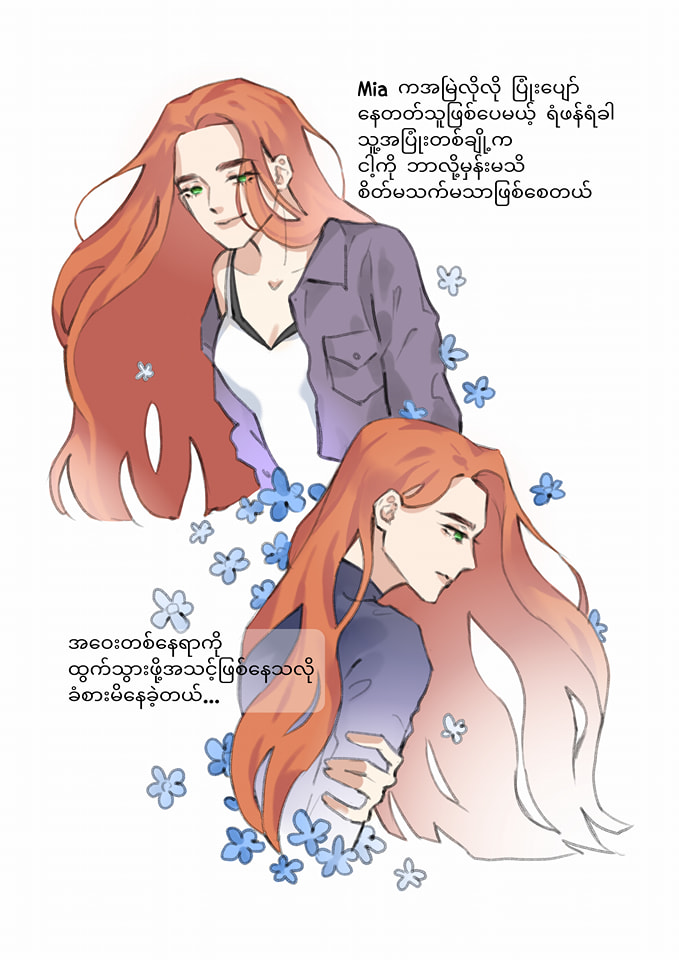 Mia ကအမြဲလိုလို ပြုံးပျော်
နေတတ်သူဖြစ်ပေမယ့် ရံဖန်ရံခါ
သူ့အပြုံးတစ်ချို့က
ငါ့ကို ဘာလို့မှန်းမသိ
စိတ်မသက်မသာဖြစ်စေတယ်
အဝေးတစ်နေရာကို
ထွက်သွားဖို့အသင့်ဖြစ်နေသလို
ခံစားမိနေခဲ့တယ်...